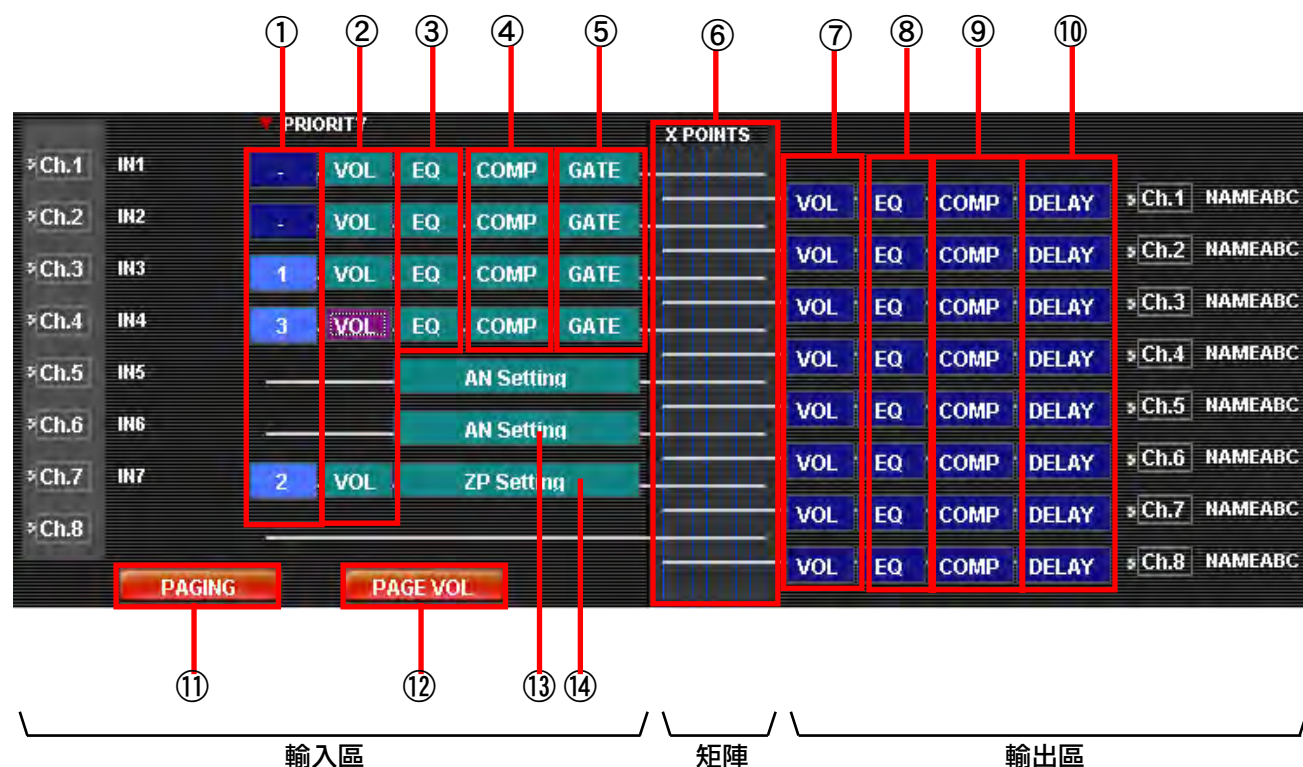 ① ② ③ ④ ⑤ ⑥ ⑦ ⑧ ⑨ ⑩
PRIORITY
X POINTS
Ch.1 IN1 - VOL EQ COMP GATE
VOL EQ COMP DELAY Ch.1 NAMEABC
Ch.2 IN2 - VOL EQ COMP GATE
VOL EQ COMP DELAY Ch.2 NAMEABC
Ch.3 IN3 1 VOL EQ COMP GATE
VOL EQ COMP DELAY Ch.3 NAMEABC
Ch.4 IN4 3 VOL EQ COMP GATE
VOL EQ COMP DELAY Ch.4 NAMEABC
Ch.5 IN5 AN Setting
VOL EQ COMP DELAY Ch.5 NAMEABC
Ch.6 IN6 AN Setting
VOL EQ COMP DELAY Ch.6 NAMEABC
Ch.7 IN7 2 VOL ZP Setting
VOL EQ COMP DELAY Ch.7 NAMEABC
Ch.8
VOL EQ COMP DELAY Ch.8 NAMEABC
PAGING PAGE VOL
⑪ ⑫ ⑬ ⑭
輸入區 矩陣 輸出區